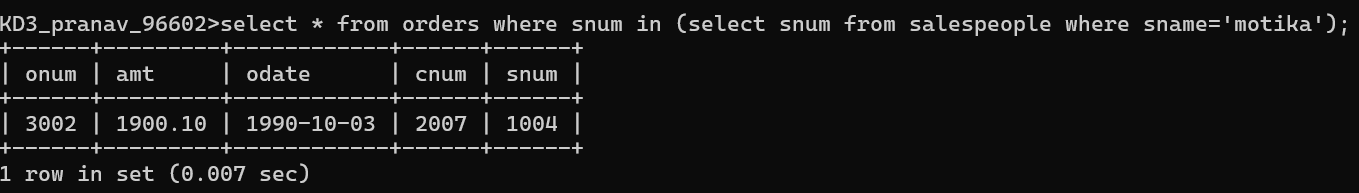 KD3_pranav_96602>select * from orders where snum in (select snum from salespeople where sname='motika');
+------+---------+------------+------+------+
| onum | amt     | odate      | cnum | snum |
+------+---------+------------+------+------+
| 3002 | 1900.10 | 1990-10-03 | 2007 | 1004 |
+------+---------+------------+------+------+
1 row in set (0.007 sec)